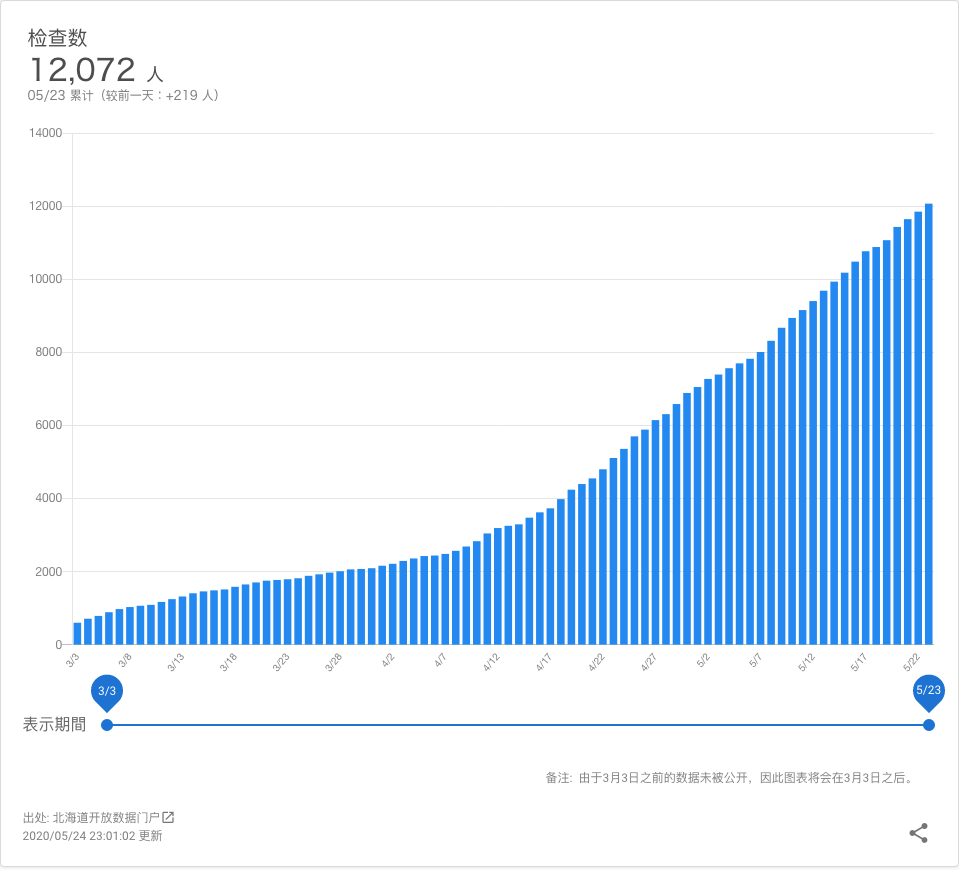 检查数
12,072 人
05/23 累计（较前一天：+219 人）
14000
12000
10000
8000
6000
4000
2000
0
3/3 3/8 3/13 3/18 3/23 3/28 4/2 4/7 4/12 4/17 4/22 4/27 5/2 5/7 5/12 5/17 5/22
3/3 5/23
表示期間
备注: 由于3月3日之前的数据未被公开，因此图表将会在3月3日之后。
出处: 北海道开放数据门户
2020/05/24 23:01:02 更新